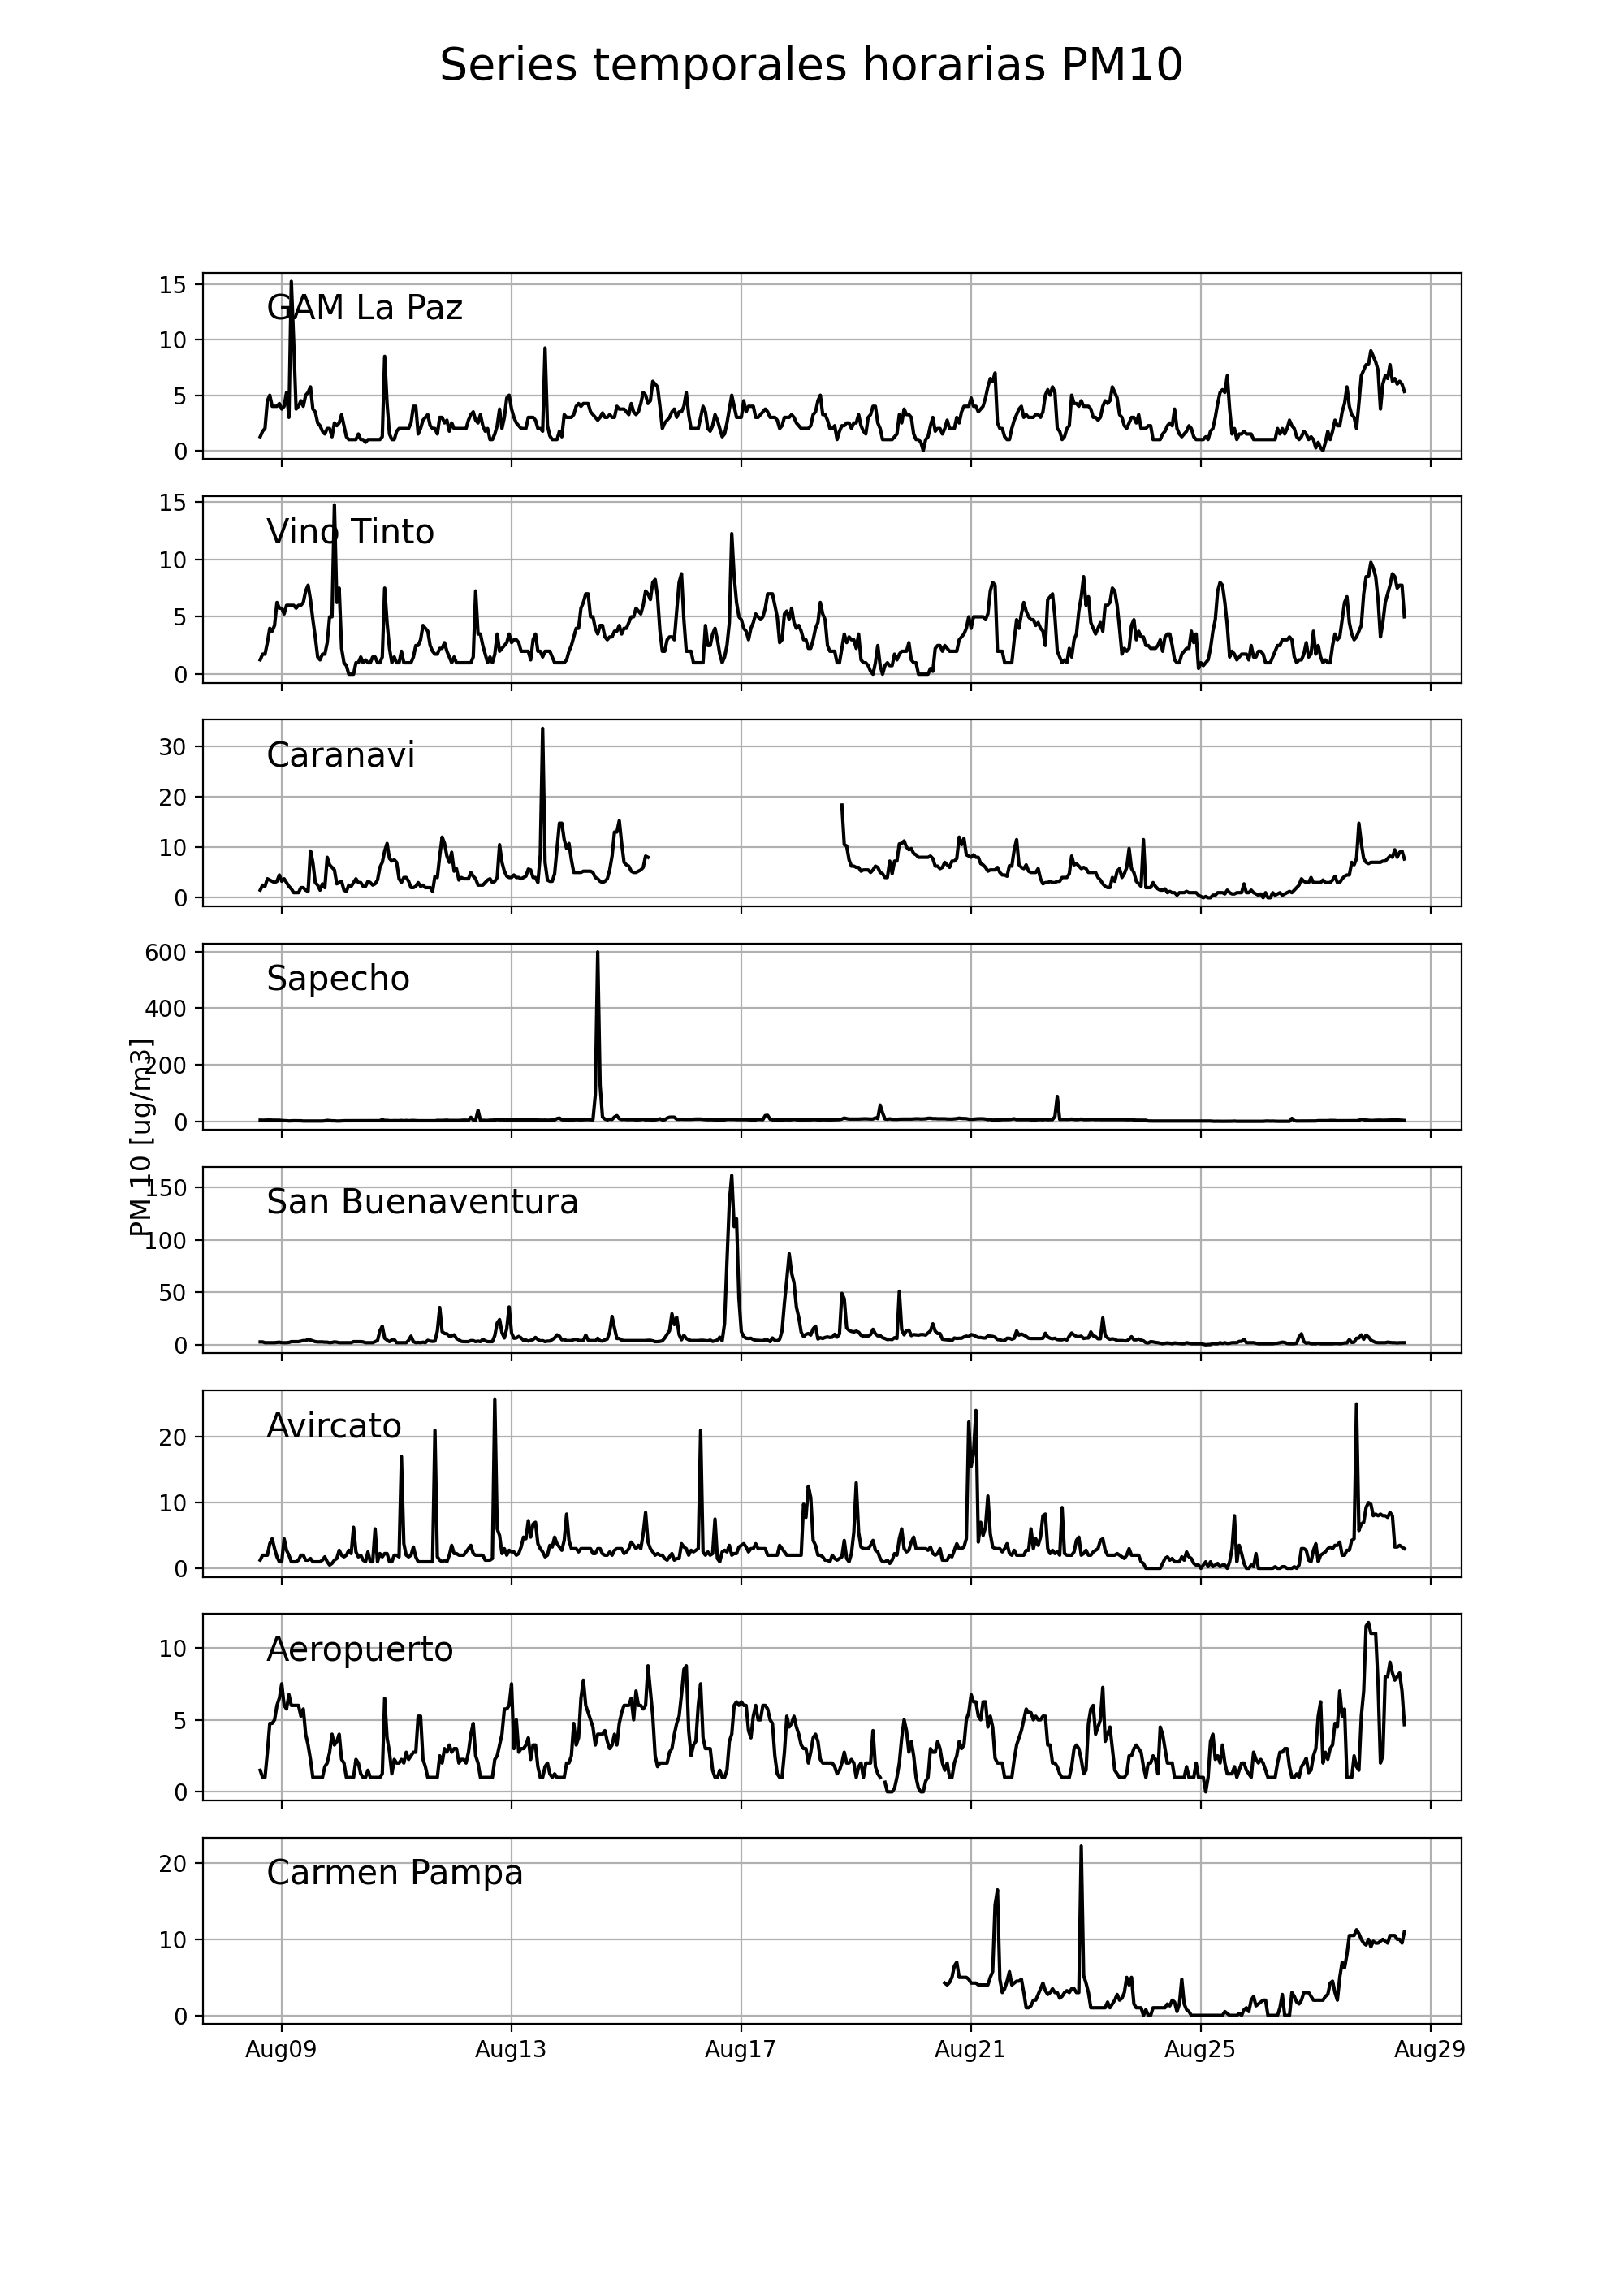 Series temporales horarias PM10
15
GAM La Paz
10
5
0
15
Vino Tinto
10
5
0
30
Caranavi
20
10
0
600
Sapecho
400
200
0
PM 10 [ug/m3]
150
San Buenaventura
100
50
0
Avircato
20
10
0
Aeropuerto
10
5
0
Carmen Pampa
20
10
0
Aug09 Aug13 Aug17 Aug21 Aug25 Aug29